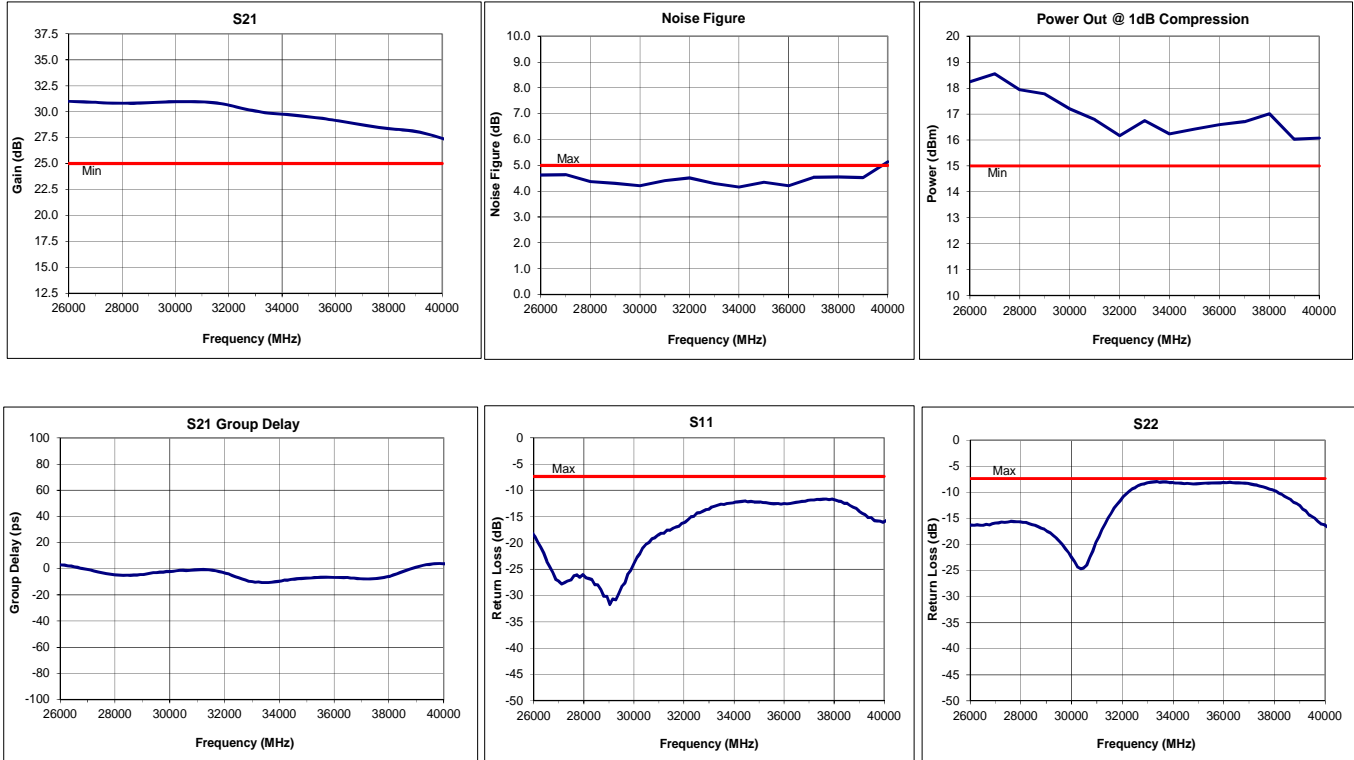 S21
37.5
35.0
32.5
30.0
27.5
25.0
22.5
20.0
17.5
15.0
12.5
Gain (dB)
Min
26000 28000 30000 32000 34000 36000 38000 40000
Frequency (MHz)
Noise Figure
10.0
9.0
8.0
7.0
6.0
5.0
4.0
3.0
2.0
1.0
0.0
Noise Figure (dB)
Max
26000 28000 30000 32000 34000 36000 38000 40000
Frequency (MHz)
Power Out @ 1dB Compression
20
19
18
17
16
15
14
13
12
11
10
Power (dBm)
Min
26000 28000 30000 32000 34000 36000 38000 40000
Frequency (MHz)
S21 Group Delay
100
80
60
40
20
0
-20
-40
-60
-80
-100
Group Delay (ps)
26000 28000 30000 32000 34000 36000 38000 40000
Frequency (MHz)
S11
0
-5
-10
-15
-20
-25
-30
-35
-40
-45
-50
Return Loss (dB)
Max
26000 28000 30000 32000 34000 36000 38000 40000
Frequency (MHz)
S22
0
-5
-10
-15
-20
-25
-30
-35
-40
-45
-50
Return Loss (dB)
Max
26000 28000 30000 32000 34000 36000 38000 40000
Frequency (MHz)